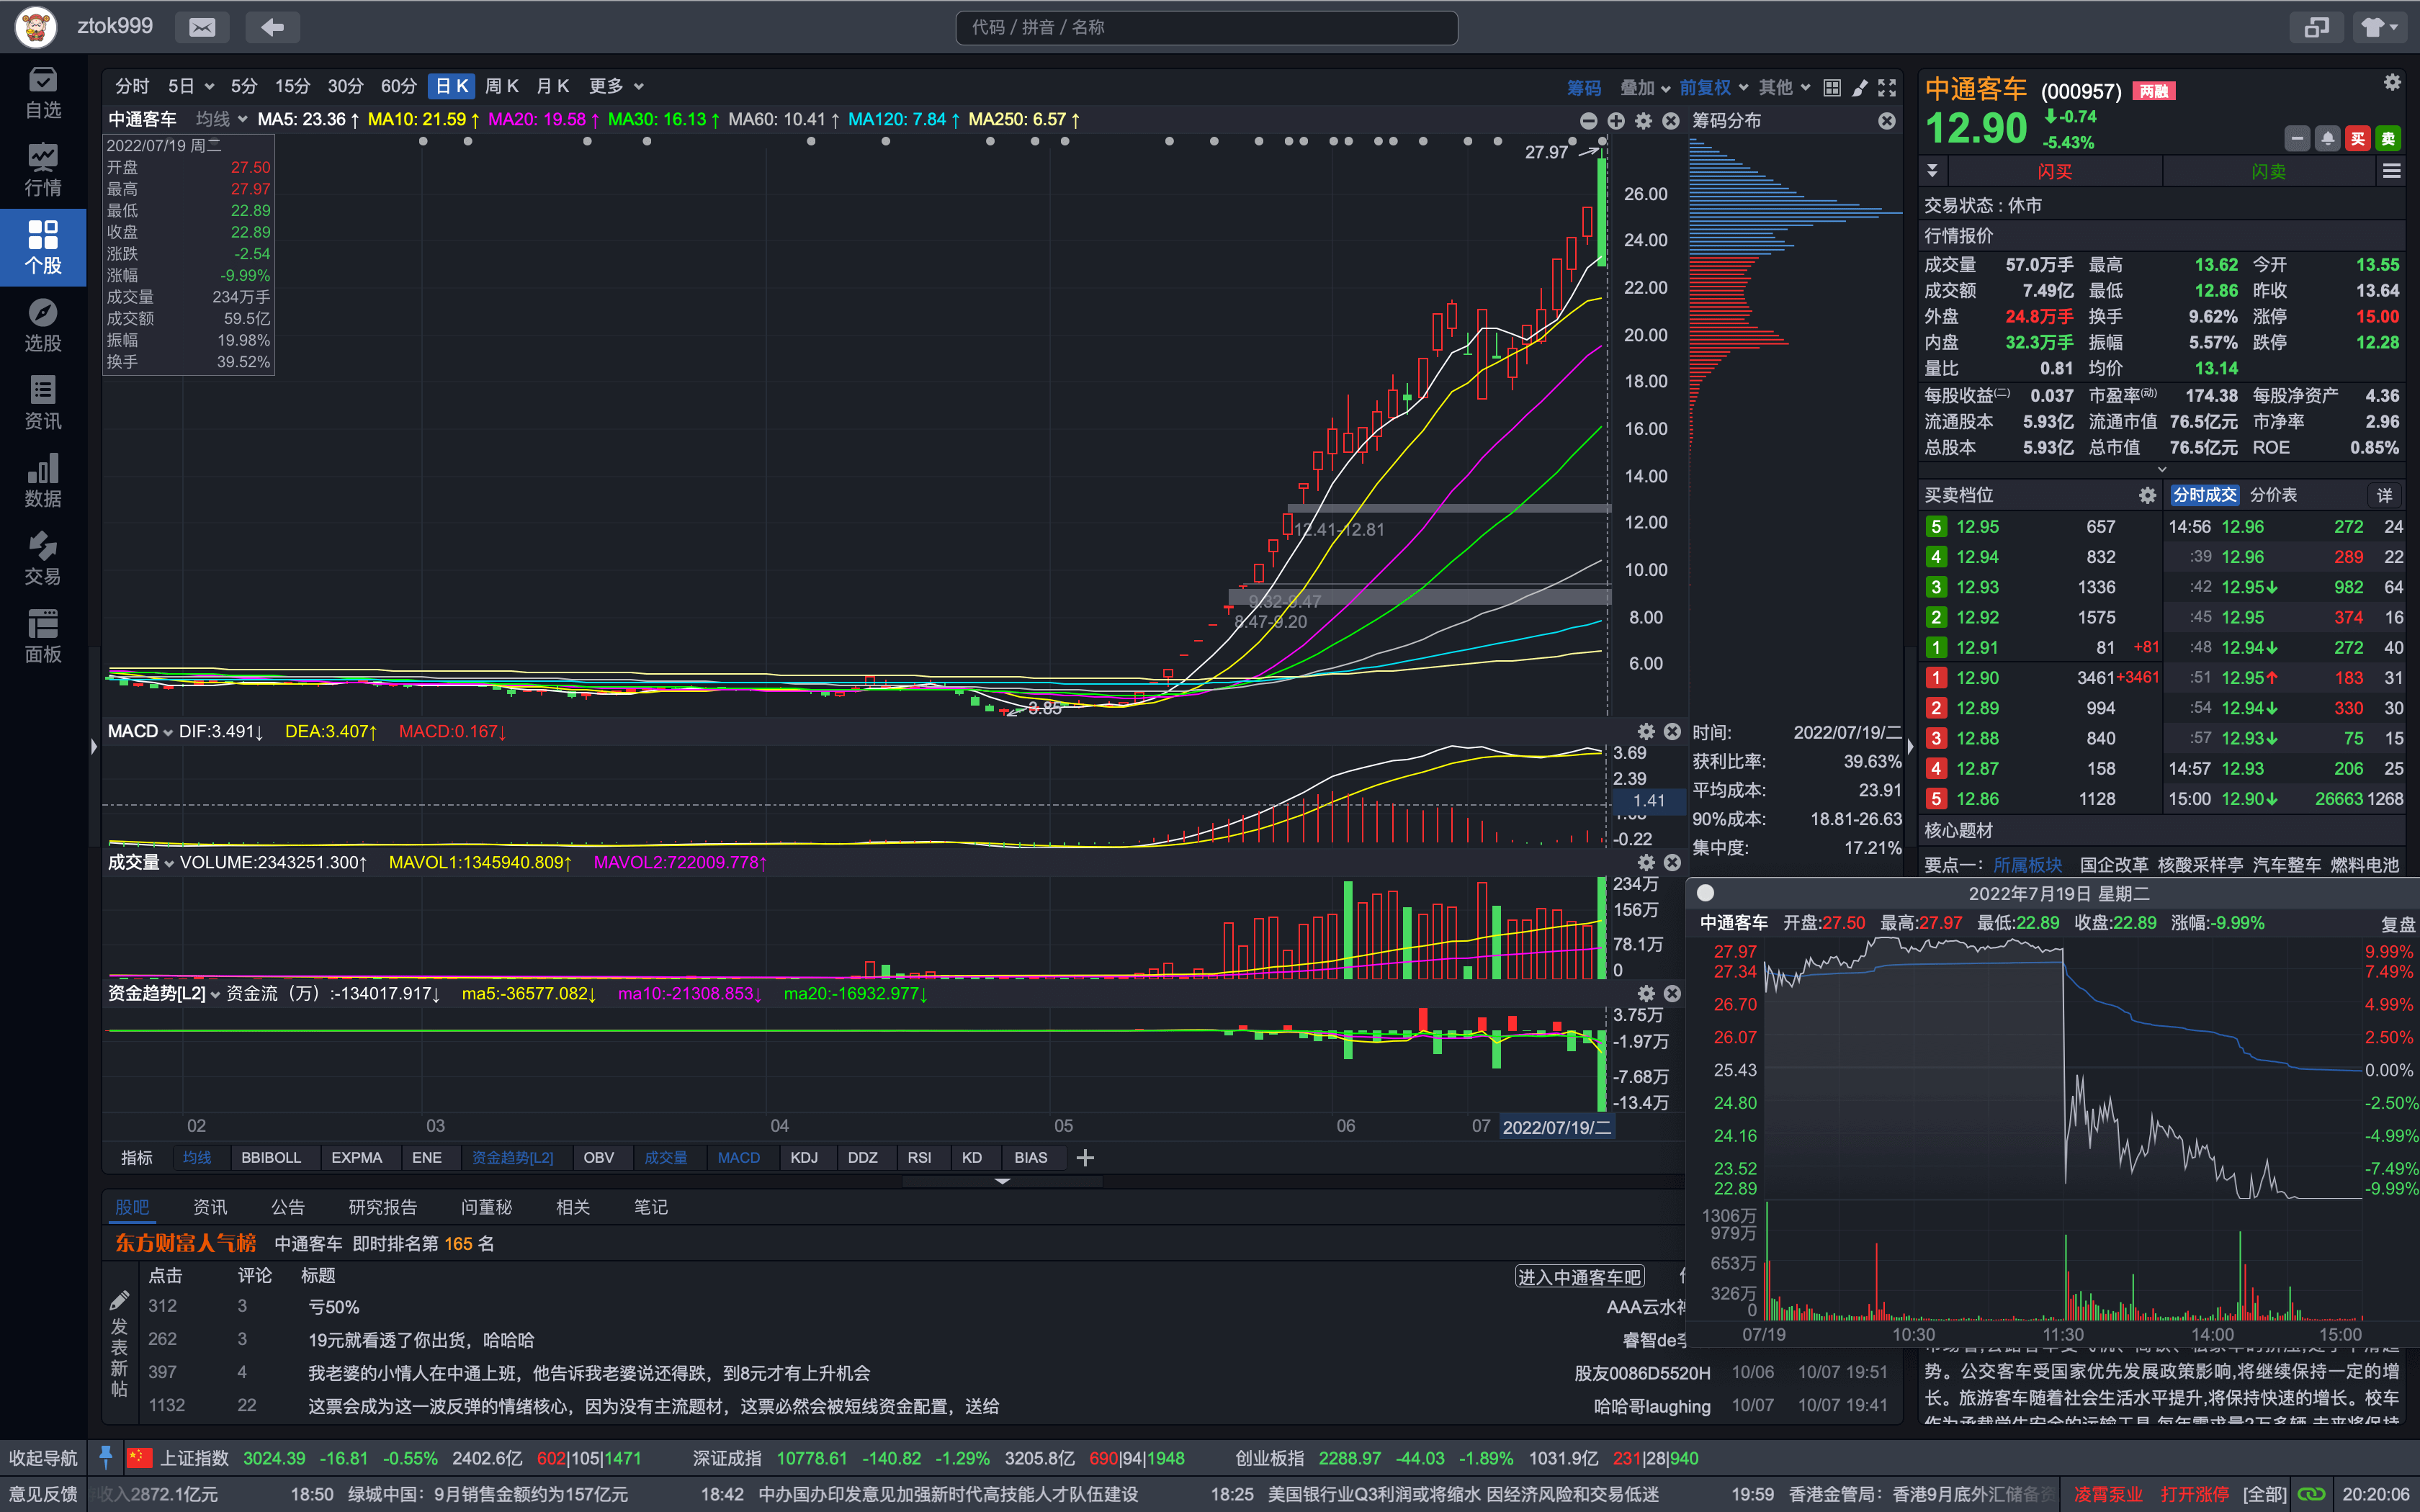 ztok999
代码 / 拼音 / 名称
自选
行情
个股
选股
资讯
数据
交易
面板
分时 5日 5分 15分 30分 60分 日K 周K 月K 更多 筹码 叠加 前复权 其他
中通客车 均线 MA5: 23.36↑ MA10: 21.59↑ MA20: 19.58↑ MA30: 16.13↑ MA60: 10.41↑ MA120: 7.84↑ MA250: 6.57↑
筹码分布
2022/07/19 周二
开盘 27.50
最高 27.97
最低 22.89
收盘 22.89
涨跌 -2.54
涨幅 -9.99%
成交量 234万手
成交额 59.5亿
振幅 19.98%
换手 39.52%
27.97
26.00
24.00
22.00
20.00
18.00
16.00
14.00
12.00
10.00
8.00
6.00
12.41-12.81
9.32-9.47
8.47-9.20
3.85
MACD DIF:3.491↓ DEA:3.407↑ MACD:0.167↓
3.69
2.39
1.41
-0.22
成交量 VOLUME:2343251.300↑ MAVOL1:1345940.809↑ MAVOL2:722009.778↑
234万
156万
78.1万
0
资金趋势[L2] 资金流（万）:-134017.917↓ ma5:-36577.082↓ ma10:-21308.853↓ ma20:-16932.977↓
3.75万
-1.97万
-7.68万
-13.4万
02 03 04 05 06 07 2022/07/19/二
指标 均线 BBIBOLL EXPMA ENE 资金趋势[L2] OBV 成交量 MACD KDJ DDZ RSI KD BIAS
时间: 2022/07/19/二
获利比率: 39.63%
平均成本: 23.91
90%成本: 18.81-26.63
集中度: 17.21%
股吧 资讯 公告 研究报告 问董秘 相关 笔记
东方财富人气榜 中通客车 即时排名第 165 名
点击 评论 标题 进入中通客车吧
312 3 亏50% AAA云水
262 3 19元就看透了你出货，哈哈哈 睿智de
397 4 我老婆的小情人在中通上班，他告诉我老婆说还得跌，到8元才有上升机会 股友0086D5520H 10/06 10/07 19:51
1132 22 这票会成为这一波反弹的情绪核心，因为没有主流题材，这票必然会被短线资金配置，送给 哈哈哥laughing 10/07 10/07 19:41
发表新帖
中通客车 (000957) 两融
12.90 -0.74
-5.43%
买 卖
闪买 闪卖
交易状态 : 休市
行情报价
成交量 57.0万手 最高 13.62 今开 13.55
成交额 7.49亿 最低 12.86 昨收 13.64
外盘 24.8万手 换手 9.62% 涨停 15.00
内盘 32.3万手 振幅 5.57% 跌停 12.28
量比 0.81 均价 13.14
每股收益(二) 0.037 市盈率(动) 174.38 每股净资产 4.36
流通股本 5.93亿 流通市值 76.5亿元 市净率 2.96
总股本 5.93亿 总市值 76.5亿元 ROE 0.85%
买卖档位 分时成交 分价表 详
5 12.95 657 14:56 12.96 272 24
4 12.94 832 :39 12.96 289 22
3 12.93 1336 :42 12.95↓ 982 64
2 12.92 1575 :45 12.95 374 16
1 12.91 81 +81 :48 12.94↓ 272 40
1 12.90 3461 +3461 :51 12.95↑ 183 31
2 12.89 994 :54 12.94↓ 330 30
3 12.88 840 :57 12.93↓ 75 15
4 12.87 158 14:57 12.93 206 25
5 12.86 1128 15:00 12.90↓ 26663 1268
核心题材
要点一： 所属板块 国企改革 核酸采样亭 汽车整车 燃料电池
2022年7月19日 星期二
中通客车 开盘:27.50 最高:27.97 最低:22.89 收盘:22.89 涨幅:-9.99% 复盘
27.97 9.99%
27.34 7.49%
26.70 4.99%
26.07 2.50%
25.43 0.00%
24.80 -2.50%
24.16 -4.99%
23.52 -7.49%
22.89 -9.99%
1306万
979万
653万
326万
0
07/19 10:30 11:30 14:00 15:00
势。公交客车受国家优先发展政策影响,将继续保持一定的增
长。旅游客车随着社会生活水平提升,将保持快速的增长。校车
收起导航 上证指数 3024.39 -16.81 -0.55% 2402.6亿 602|105|1471 深证成指 10778.61 -140.82 -1.29% 3205.8亿 690|94|1948 创业板指 2288.97 -44.03 -1.89% 1031.9亿 231|28|940
意见反馈 收入2872.1亿元 18:50 绿城中国：9月销售金额约为157亿元 18:42 中办国办印发意见加强新时代高技能人才队伍建设 18:25 美国银行业Q3利润或将缩水 因经济风险和交易低迷 19:59 香港金管局：香港9月底外汇储备资 凌霄泵业 打开涨停 [全部] 20:20:06